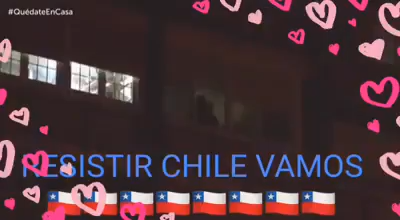 #QuédateEnCasa
RESISTIR CHILE VAMOS
🇨🇱🇨🇱🇨🇱🇨🇱🇨🇱🇨🇱🇨🇱🇨🇱